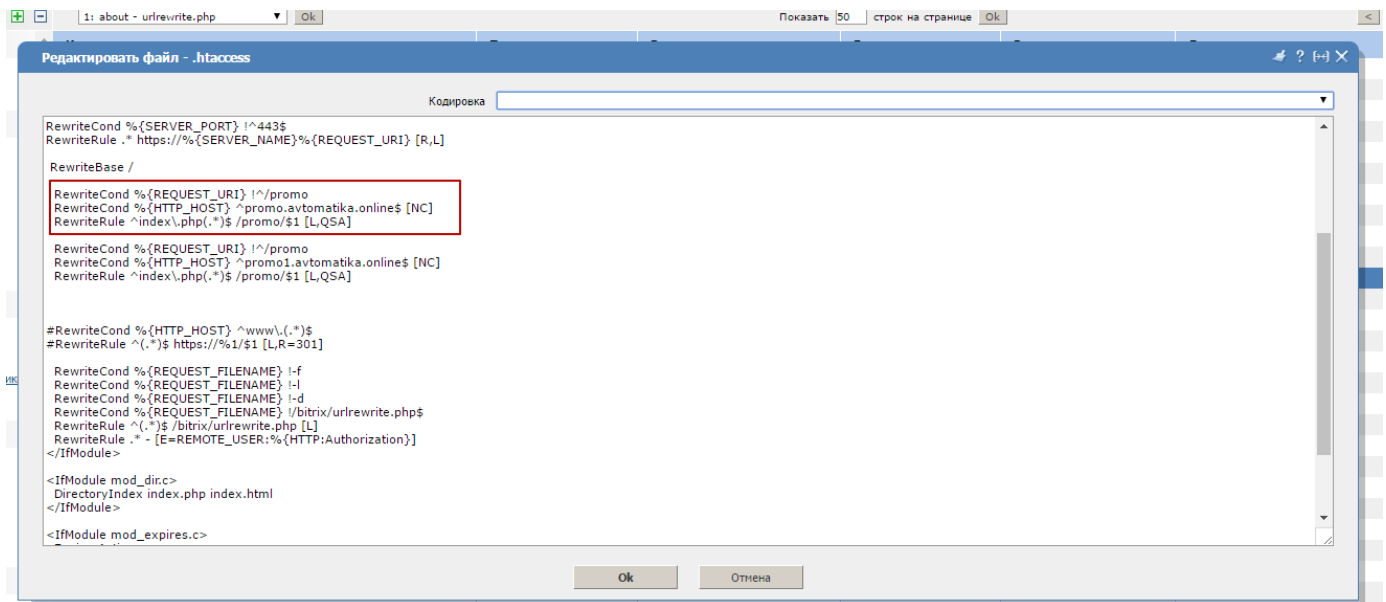 1: about - urlrewrite.php ▼ Ok Показать 50 строк на странице Ok <
Редактировать файл - .htaccess ?
Кодировка
RewriteCond %{SERVER_PORT} !^443$
RewriteRule .* https://%{SERVER_NAME}%{REQUEST_URI} [R,L]
RewriteBase /
RewriteCond %{REQUEST_URI} !^/promo
RewriteCond %{HTTP_HOST} ^promo.avtomatika.online$ [NC]
RewriteRule ^index\.php(.*)$ /promo/$1 [L,QSA]
RewriteCond %{REQUEST_URI} !^/promo
RewriteCond %{HTTP_HOST} ^promo1.avtomatika.online$ [NC]
RewriteRule ^index\.php(.*)$ /promo/$1 [L,QSA]
#RewriteCond %{HTTP_HOST} ^www\.(.*)$
#RewriteRule ^(.*)$ https://%1/$1 [L,R=301]
RewriteCond %{REQUEST_FILENAME} !-f
RewriteCond %{REQUEST_FILENAME} !-l
RewriteCond %{REQUEST_FILENAME} !-d
RewriteCond %{REQUEST_FILENAME} !/bitrix/urlrewrite.php$
RewriteRule ^(.*)$ /bitrix/urlrewrite.php [L]
RewriteRule .* - [E=REMOTE_USER:%{HTTP:Authorization}]
</IfModule>
<IfModule mod_dir.c>
DirectoryIndex index.php index.html
</IfModule>
<IfModule mod_expires.c>
Ok Отмена